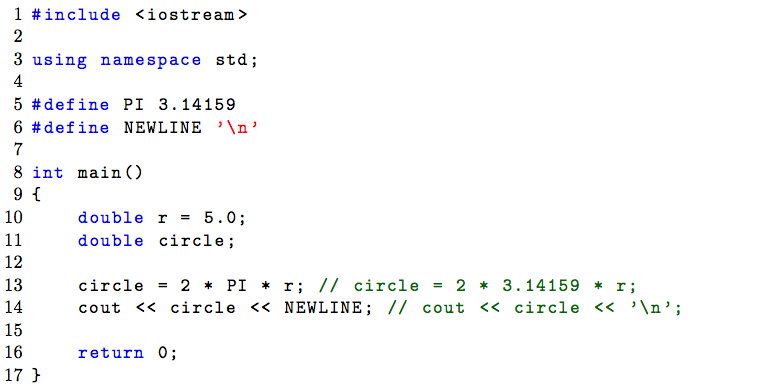 1 #include <iostream>
2
3 using namespace std;
4
5 #define PI 3.14159
6 #define NEWLINE '\n'
7
8 int main()
9 {
10     double r = 5.0;
11     double circle;
12
13     circle = 2 * PI * r; // circle = 2 * 3.14159 * r;
14     cout << circle << NEWLINE; // cout << circle << '\n';
15
16     return 0;
17 }